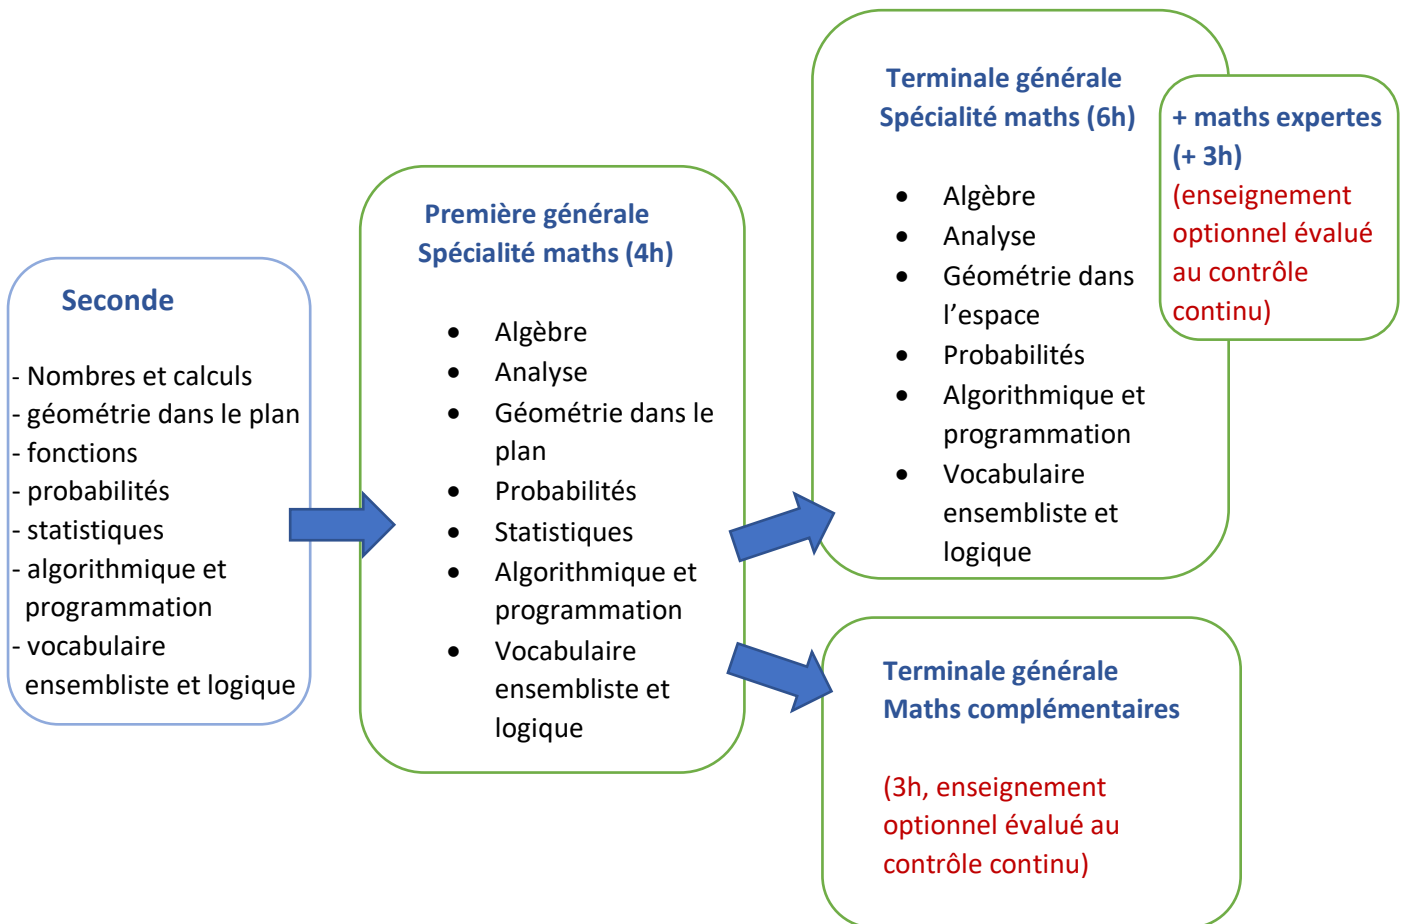 Seconde
- Nombres et calculs
- géométrie dans le plan
- fonctions
- probabilités
- statistiques
- algorithmique et
programmation
- vocabulaire
ensembliste et logique
Première générale
Spécialité maths (4h)
• Algèbre
• Analyse
• Géométrie dans le
plan
• Probabilités
• Statistiques
• Algorithmique et
programmation
• Vocabulaire
ensembliste et
logique
Terminale générale
Spécialité maths (6h)
• Algèbre
• Analyse
• Géométrie dans
l’espace
• Probabilités
• Algorithmique et
programmation
• Vocabulaire
ensembliste et
logique
+ maths expertes
(+ 3h)
(enseignement
optionnel évalué
au contrôle
continu)
Terminale générale
Maths complémentaires
(3h, enseignement
optionnel évalué au
contrôle continu)